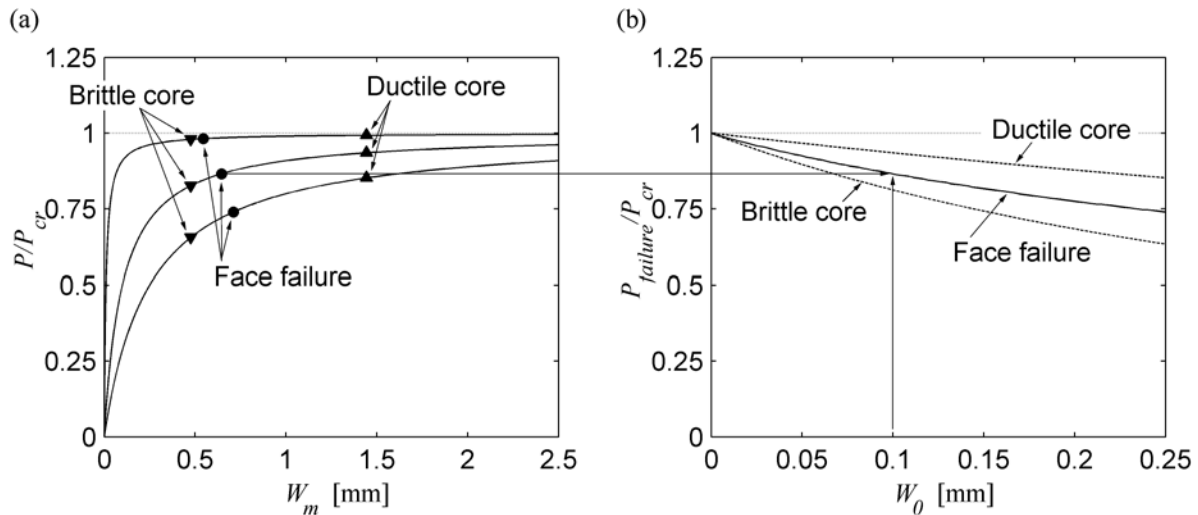 (a)
1.25
1
0.75
0.5
0.25
0
P/P_cr
Brittle core
Ductile core
Face failure
0 0.5 1 1.5 2 2.5
W_m [mm]
(b)
1.25
1
0.75
0.5
0.25
0
P_failure/P_cr
Ductile core
Brittle core
Face failure
0 0.05 0.1 0.15 0.2 0.25
W_0 [mm]